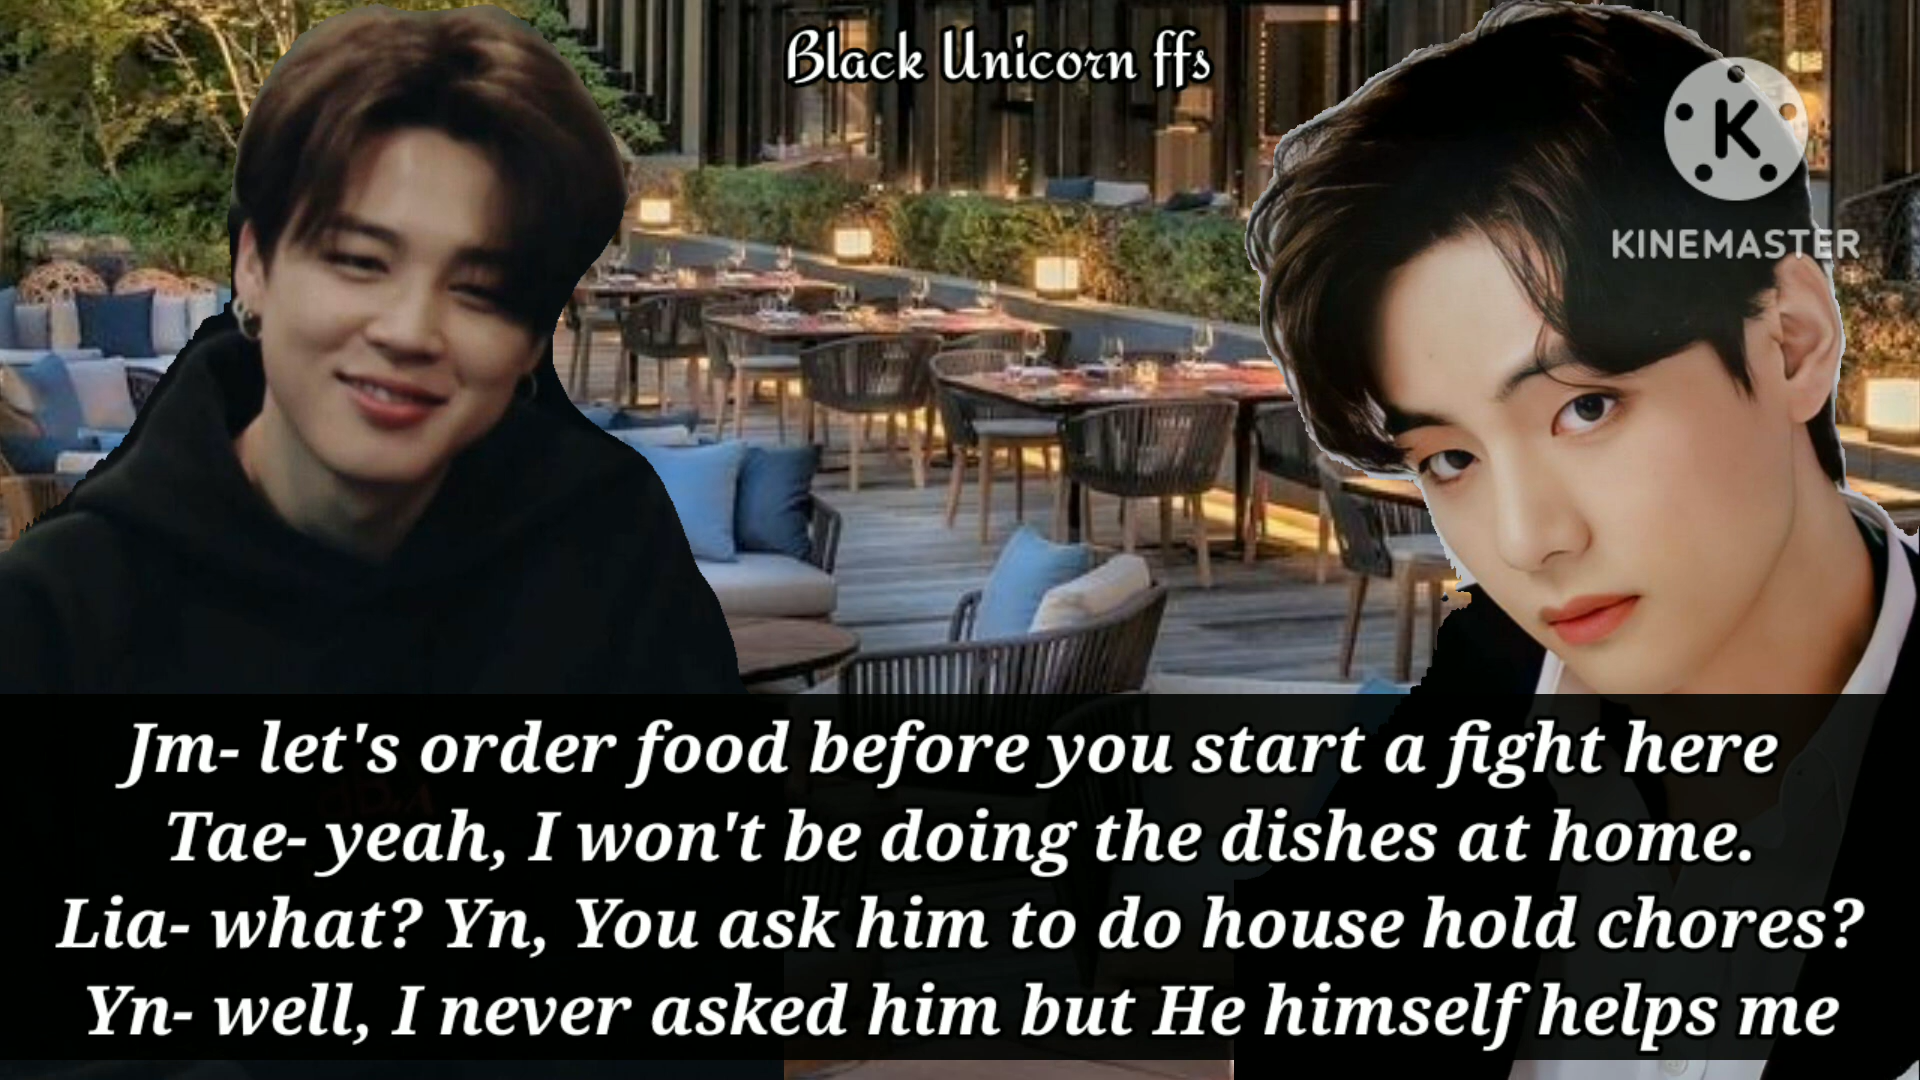 Black Unicorn ffs
K
KINEMASTER
Jm- let's order food before you start a fight here
Tae- yeah, I won't be doing the dishes at home.
Lia- what? Yn, You ask him to do house hold chores?
Yn- well, I never asked him but He himself helps me